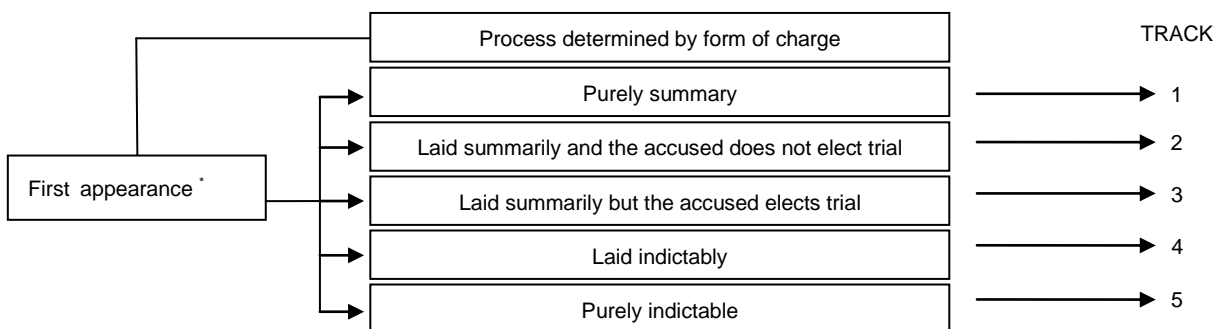 Process determined by form of charge
TRACK
Purely summary
1
Laid summarily and the accused does not elect trial
2
First appearance *
Laid summarily but the accused elects trial
3
Laid indictably
4
Purely indictable
5